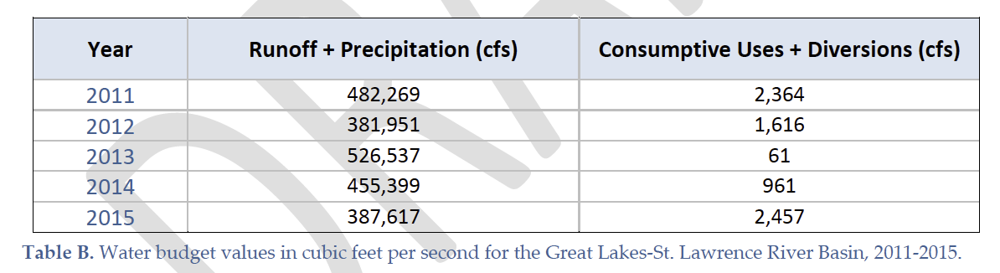 Year Runoff + Precipitation (cfs) Consumptive Uses + Diversions (cfs)
2011 482,269 2,364
2012 381,951 1,616
2013 526,537 61
2014 455,399 961
2015 387,617 2,457
Table B. Water budget values in cubic feet per second for the Great Lakes-St. Lawrence River Basin, 2011-2015.